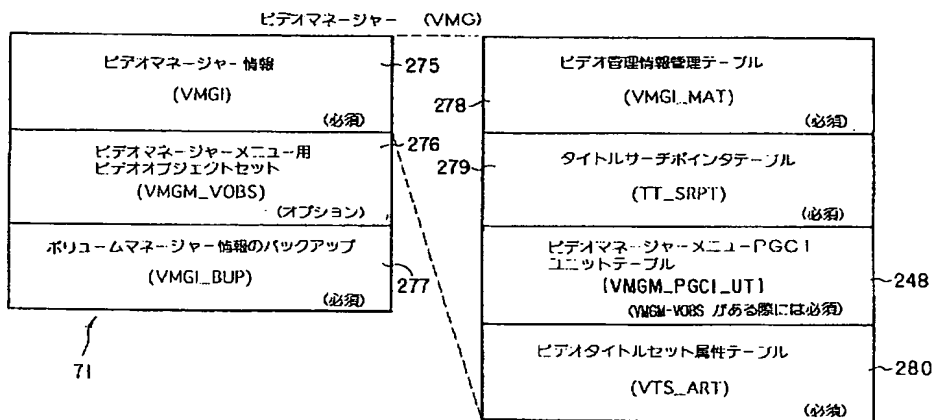 ビデオマネージャー (VMG)
ビデオマネージャー情報
(VMGI)
(必須)
275
ビデオマネージャーメニュー用
ビデオオブジェクトセット
(VMGM_VOBS)
(オプション)
276
ボリュームマネージャー情報のバックアップ
(VMGI_BUP)
(必須)
277
71
ビデオ管理情報管理テーブル
(VMGI_MAT)
(必須)
278
タイトルサーチポインタテーブル
(TT_SRPT)
(必須)
279
ビデオマネージャーメニューPGCI
ユニットテーブル
(VMGM_PGCI_UT)
(VMGM-VOBS がある際には必須)
248
ビデオタイトルセット属性テーブル
(VTS_ART)
(必須)
280